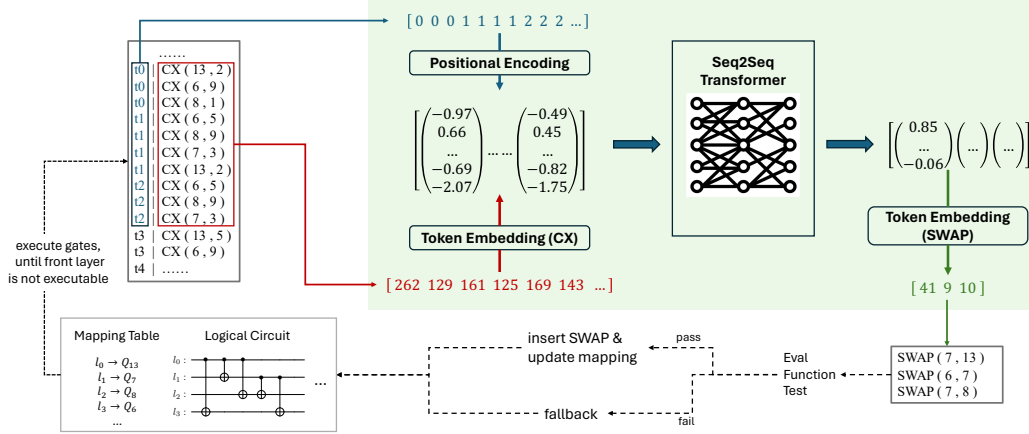 [ 0 0 0 1 1 1 1 2 2 2 ... ]
......
t0 | CX ( 13 , 2 )
t0 | CX ( 6 , 9 )
t0 | CX ( 8 , 1 )
t1 | CX ( 6 , 5 )
t1 | CX ( 8 , 9 )
t1 | CX ( 7 , 3 )
t1 | CX ( 13 , 2 )
t2 | CX ( 6 , 5 )
t2 | CX ( 8 , 9 )
t2 | CX ( 7 , 3 )
t3 | CX ( 13 , 5 )
t3 | CX ( 6 , 9 )
t4 | ......
Positional Encoding
−0.97
0.66
...
−0.69
−2.07
... ...
−0.49
0.45
...
−0.82
−1.75
Token Embedding (CX)
[ 262 129 161 125 169 143 ... ]
Seq2Seq
Transformer
0.85
...
−0.06
( ... ) ( ... )
Token Embedding
(SWAP)
[ 41 9 10 ]
execute gates,
until front layer
is not executable
Mapping Table
l₀ → Q₁₃
l₁ → Q₇
l₂ → Q₈
l₃ → Q₆
...
Logical Circuit
l₀ :
l₁ :
l₂ :
l₃ :
...
insert SWAP &
update mapping
pass
fallback
fail
Eval
Function
Test
SWAP ( 7 , 13 )
SWAP ( 6 , 7 )
SWAP ( 7 , 8 )